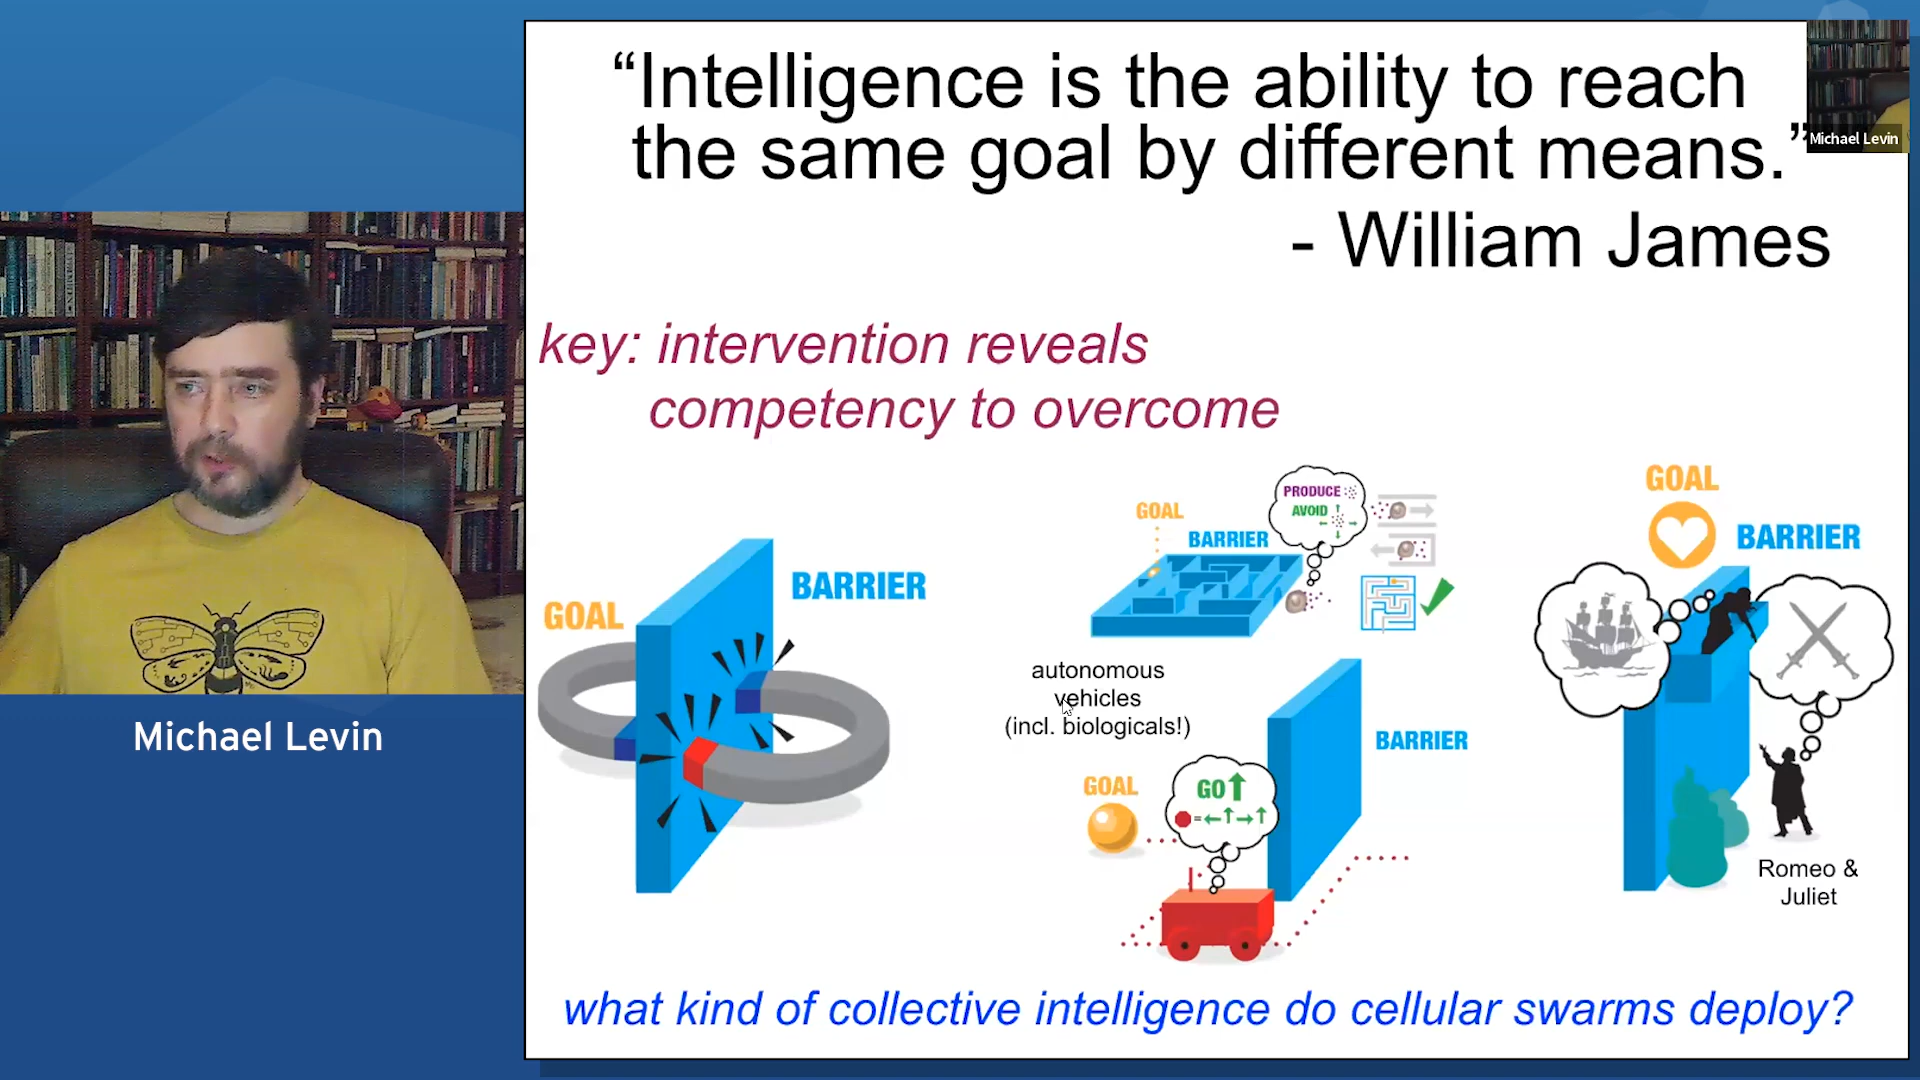 “Intelligence is the ability to reach
the same goal by different means.”
- William James
Michael Levin
key: intervention reveals
competency to overcome
GOAL
BARRIER
GOAL
BARRIER
PRODUCE
AVOID
autonomous
vehicles
(incl. biologicals!)
GOAL
GO
BARRIER
GOAL
BARRIER
Romeo &
Juliet
Michael Levin
what kind of collective intelligence do cellular swarms deploy?